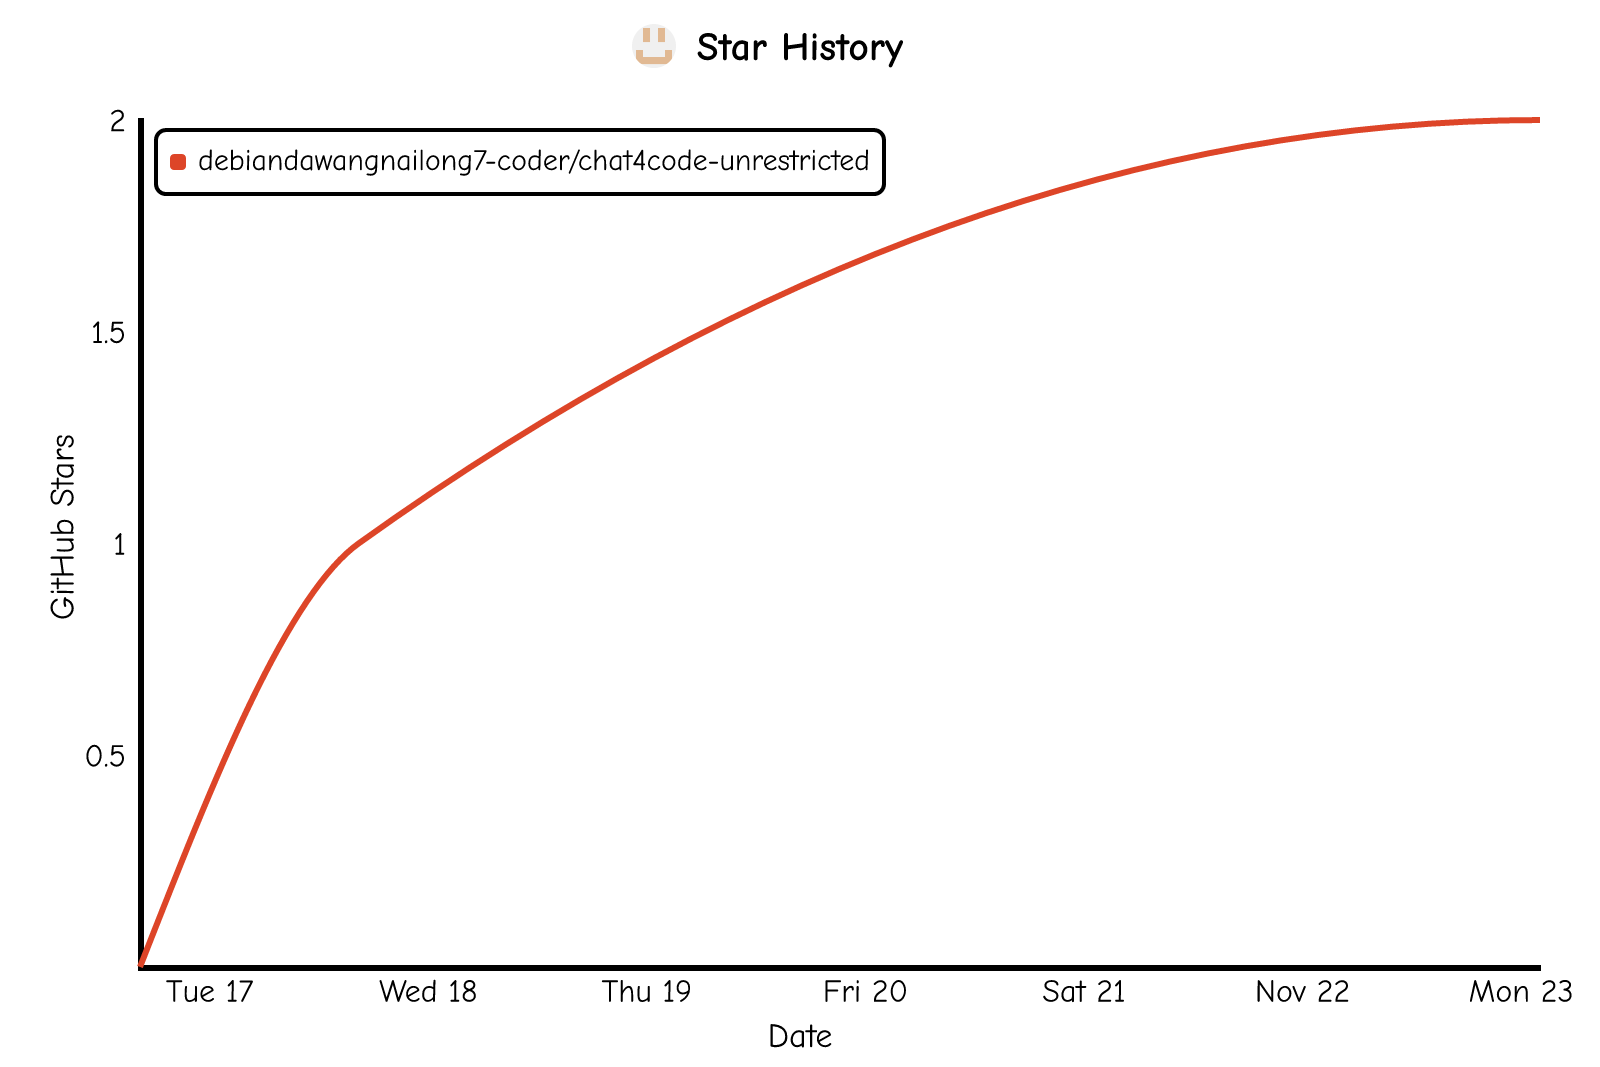 Star History
debiandawangnailong7-coder/chat4code-unrestricted
2
1.5
1
0.5
GitHub Stars
Tue 17 Wed 18 Thu 19 Fri 20 Sat 21 Nov 22 Mon 23
Date